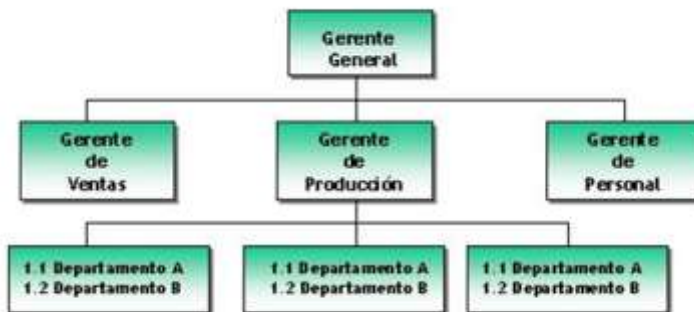 Gerente
General
Gerente
de
Ventas
Gerente
de
Producción
Gerente
de
Personal
1.1 Departamento A
1.2 Departamento B
1.1 Departamento A
1.2 Departamento B
1.1 Departamento A
1.2 Departamento B